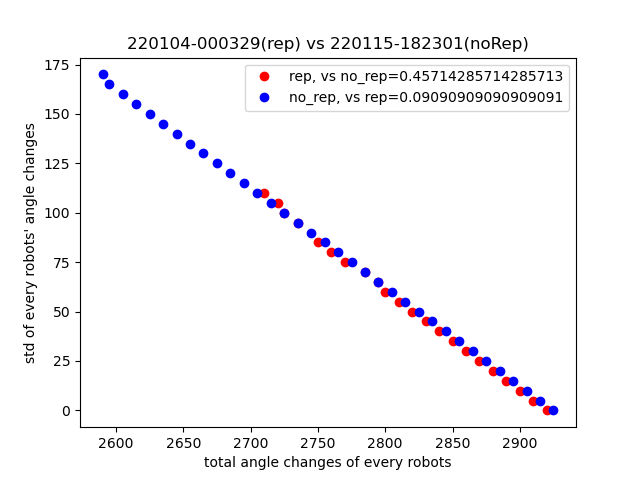 220104-000329(rep) vs 220115-182301(noRep)
rep, vs no_rep=0.45714285714285713
no_rep, vs rep=0.09090909090909091
std of every robots' angle changes
175
150
125
100
75
50
25
0
2600 2650 2700 2750 2800 2850 2900
total angle changes of every robots